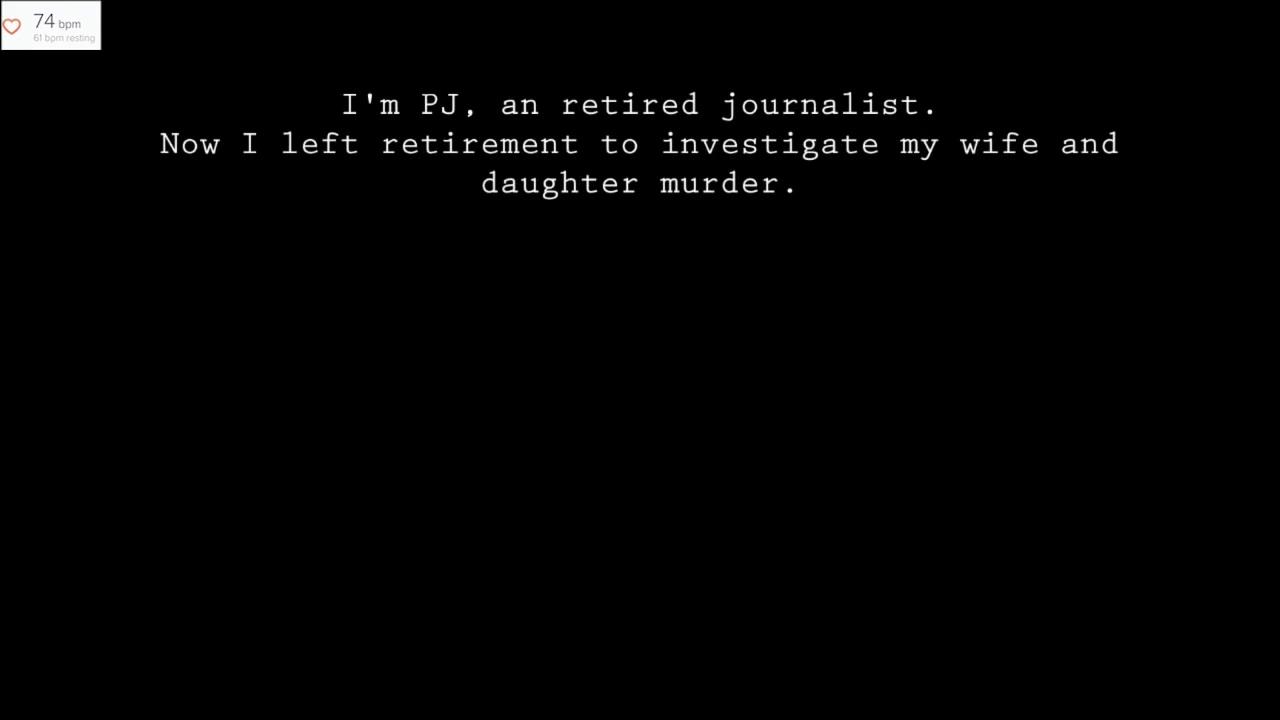 74 bpm
61 bpm resting
I'm PJ, an retired journalist.
Now I left retirement to investigate my wife and
daughter murder.